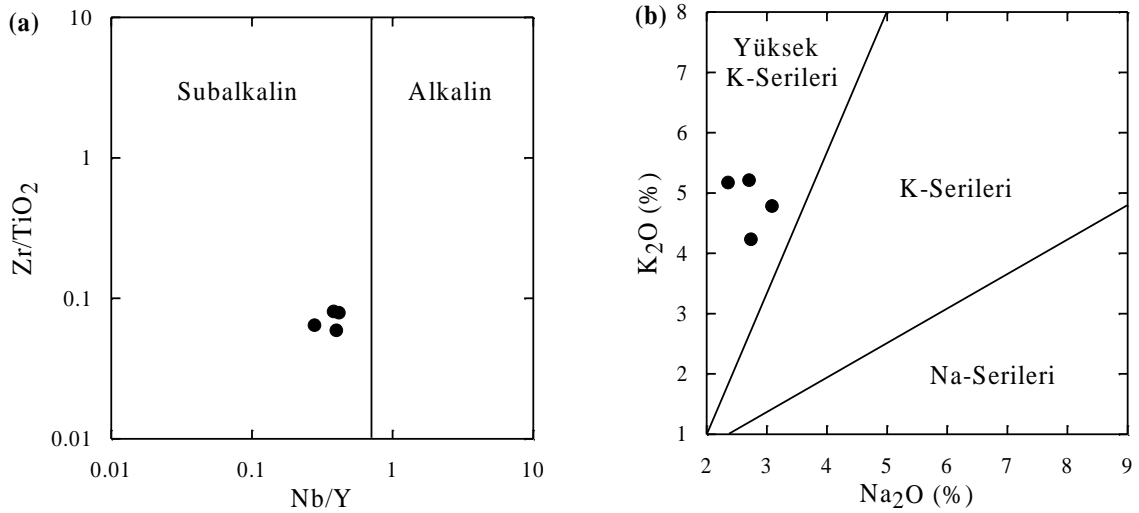 (a)
10
1
0.1
0.01
Zr/TiO₂
Subalkalin
Alkalin
0.01
0.1
1
10
Nb/Y
(b)
8
7
6
5
4
3
2
1
K₂O (%)
Yüksek
K-Serileri
K-Serileri
Na-Serileri
2
3
4
5
6
7
8
9
Na₂O (%)